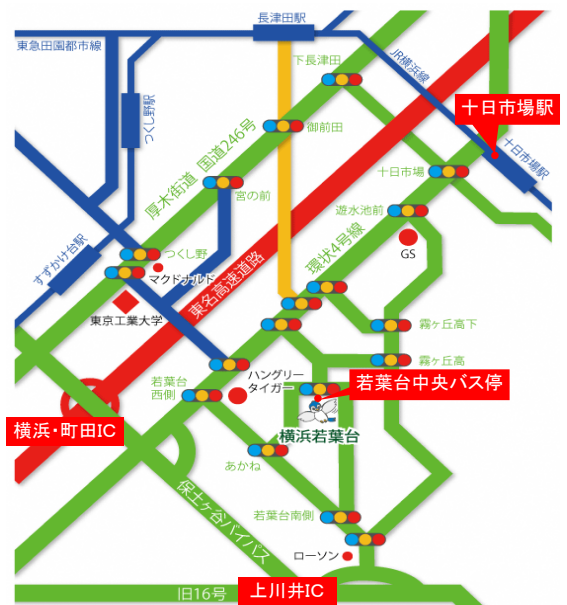 長津田駅
東急田園都市線
下長津田
JR横浜線
十日市場駅
つくし野駅
御前田
厚木街道 国道246号
十日市場
十日市場駅
宮の前
遊水池前
環状4号線
GS
すずかけ台駅
つくし野
マクドナルド
東名高速道路
東京工業大学
霧ヶ丘高下
ハングリー
タイガー
霧ヶ丘高
若葉台
西側
若葉台中央バス停
横浜・町田IC
横浜若葉台
あかね
保土ヶ谷バイパス
若葉台南側
ローソン
旧16号
上川井IC